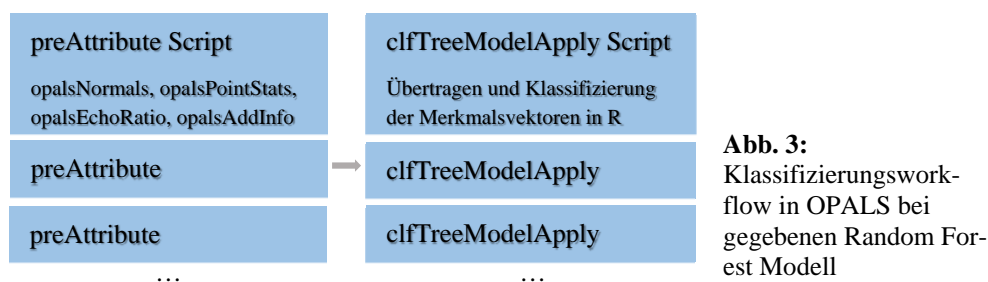 preAttribute Script
opalsNormals, opalsPointStats,
opalsEchoRatio, opalsAddInfo
preAttribute
preAttribute
…
clfTreeModelApply Script
Übertragen und Klassifizierung
der Merkmalsvektoren in R
clfTreeModelApply
clfTreeModelApply
…
Abb. 3:
Klassifizierungswork-
flow in OPALS bei
gegebenen Random For-
est Modell